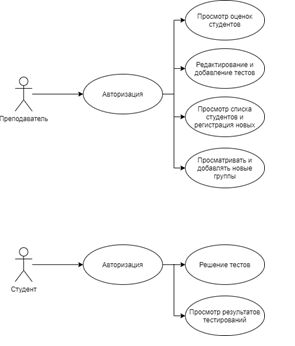 Просмотр оценок
студентов
Редактирование и
добавление тестов
Авторизация
Преподаватель
Просмотр списка
студентов и
регистрация новых
Просматривать и
добавлять новые
группы
Авторизация
Решение тестов
Студент
Просмотр результатов
тестирований